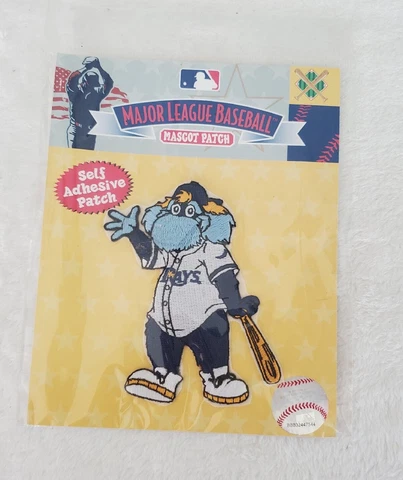 MAJOR LEAGUE BASEBALL
MASCOT PATCH
Self
Adhesive
Patch
RAYS